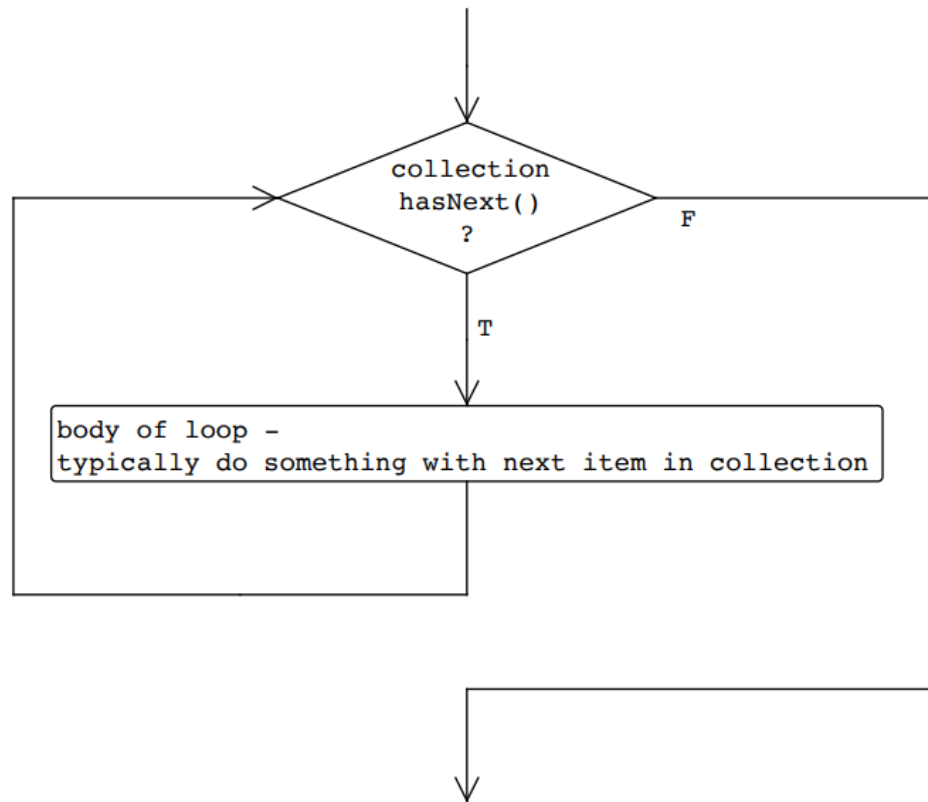 collection
hasNext()
?
F
T
body of loop –
typically do something with next item in collection